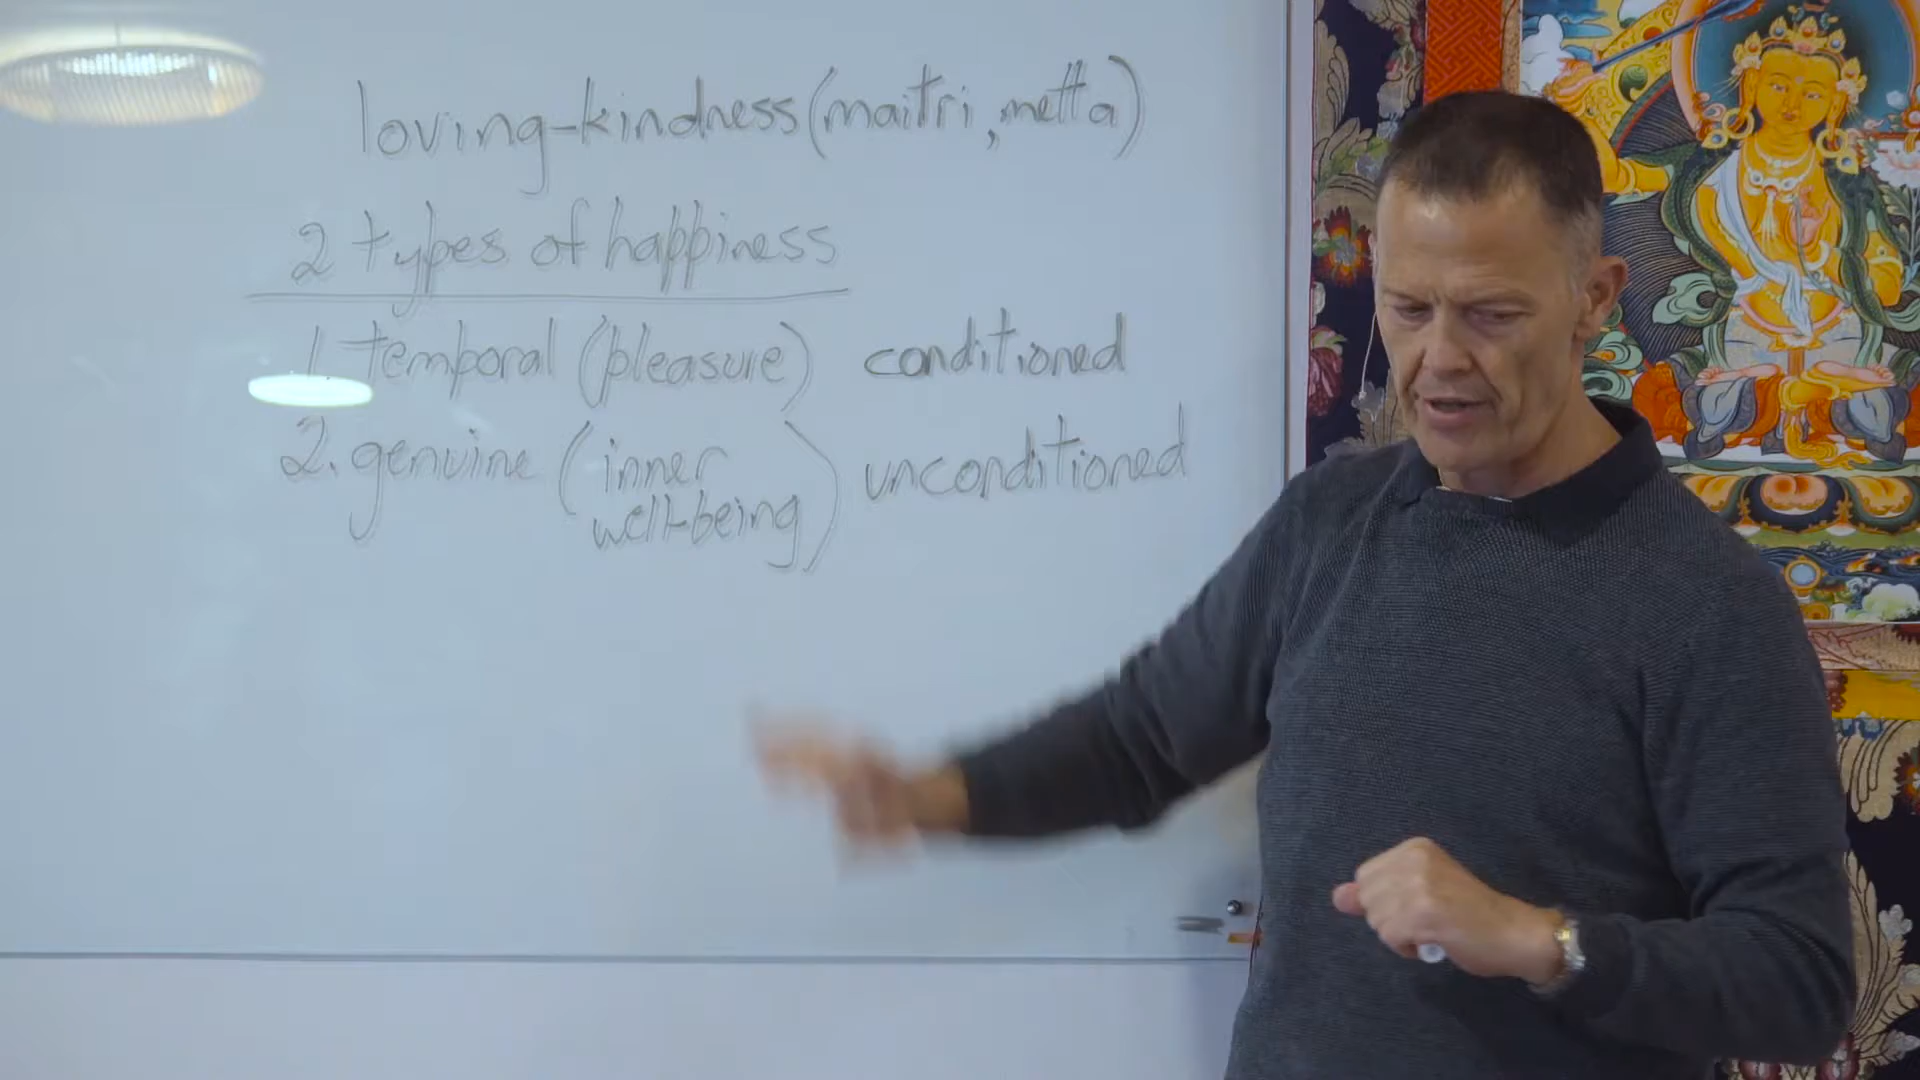 loving-kindness (maitri, metta)
2 types of happiness
1. temporal (pleasure) conditioned
2. genuine (inner well-being) unconditioned